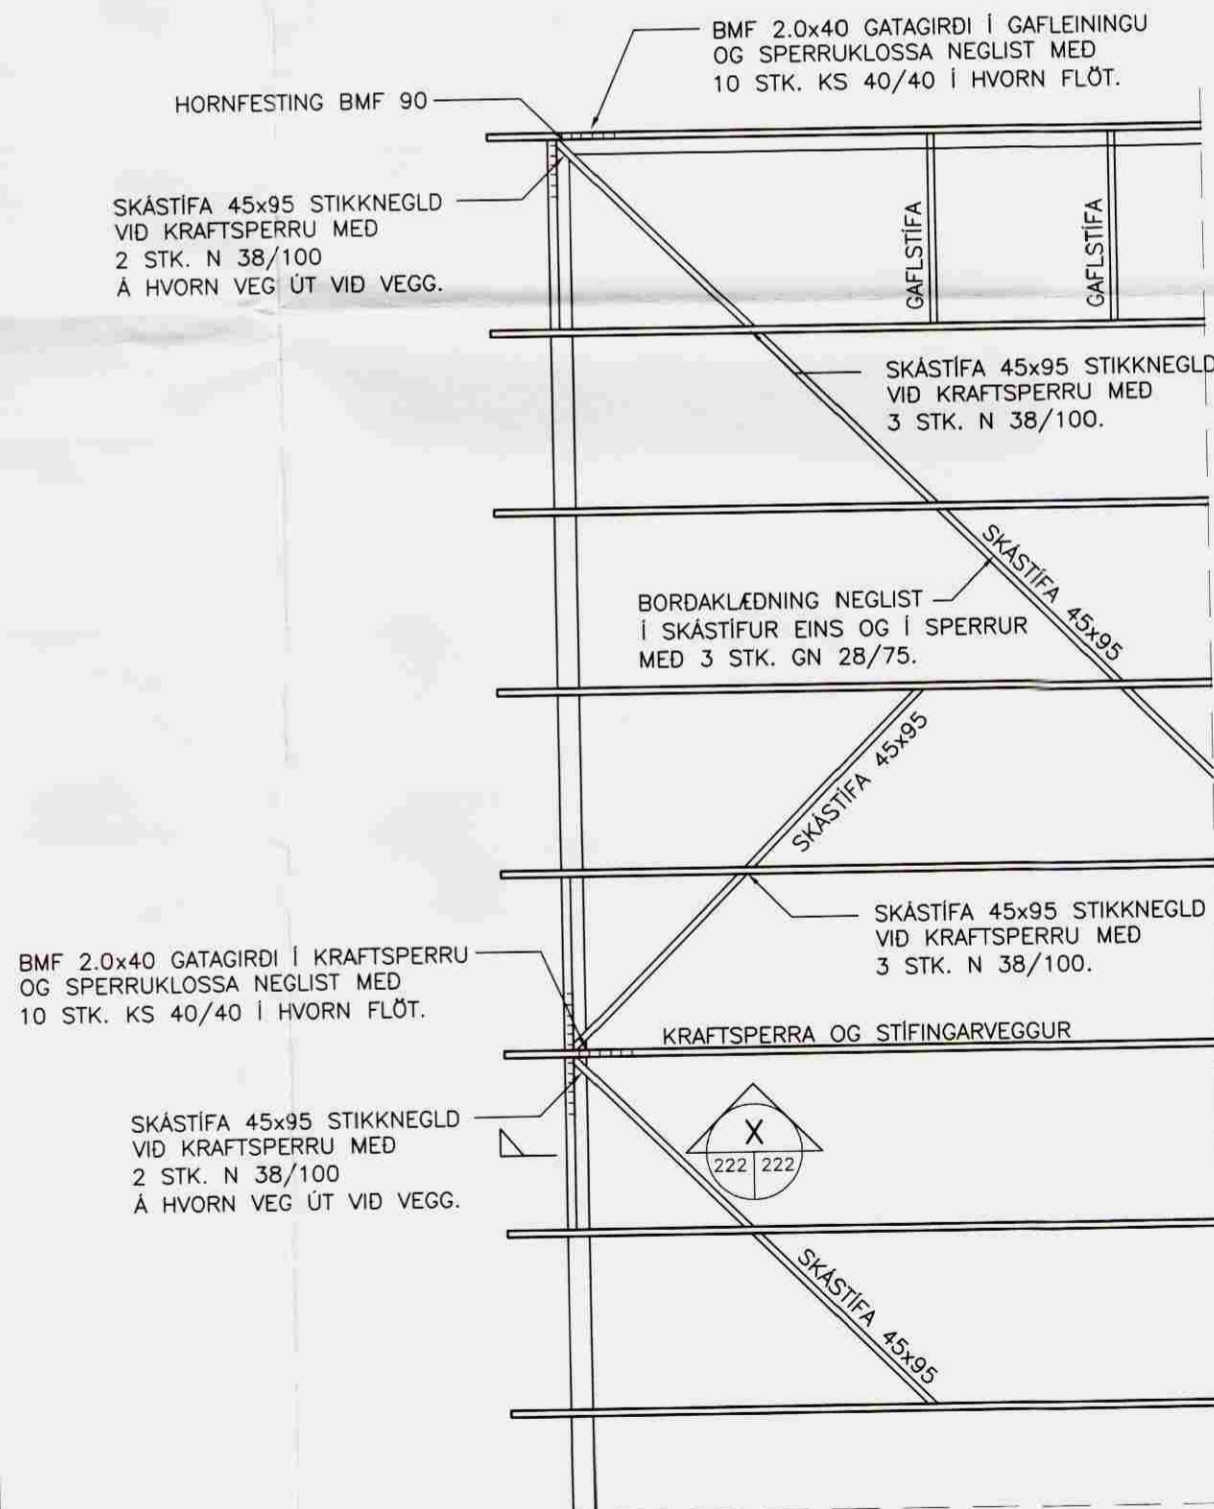 BMF 2.0x40 GATAGIRÐI Í GAFLEININGU
OG SPERRUKLOSSA NEGLIST MEÐ
10 STK. KS 40/40 Í HVORN FLÖT.
HORNFESTING BMF 90
SKÁSTÍFA 45x95 STIKKNEGLD
VIÐ KRAFTSPERRU MEÐ
2 STK. N 38/100
Á HVORN VEG ÚT VIÐ VEGG.
GAFLSTÍFA
GAFLSTÍFA
SKÁSTÍFA 45x95 STIKKNEGLD
VIÐ KRAFTSPERRU MEÐ
3 STK. N 38/100.
SKÁSTÍFA 45x95
BORÐAKLÆÐNING NEGLIST
Í SKÁSTÍFUR EINS OG Í SPERRUR
MEÐ 3 STK. GN 28/75.
SKÁSTÍFA 45x95
SKÁSTÍFA 45x95 STIKKNEGLD
VIÐ KRAFTSPERRU MEÐ
3 STK. N 38/100.
BMF 2.0x40 GATAGIRÐI Í KRAFTSPERRU
OG SPERRUKLOSSA NEGLIST MEÐ
10 STK. KS 40/40 Í HVORN FLÖT.
KRAFTSPERRA OG STÍFINGARVEGGUR
SKÁSTÍFA 45x95 STIKKNEGLD
VIÐ KRAFTSPERRU MEÐ
2 STK. N 38/100
Á HVORN VEG ÚT VIÐ VEGG.
X
222 222
SKÁSTÍFA 45x95